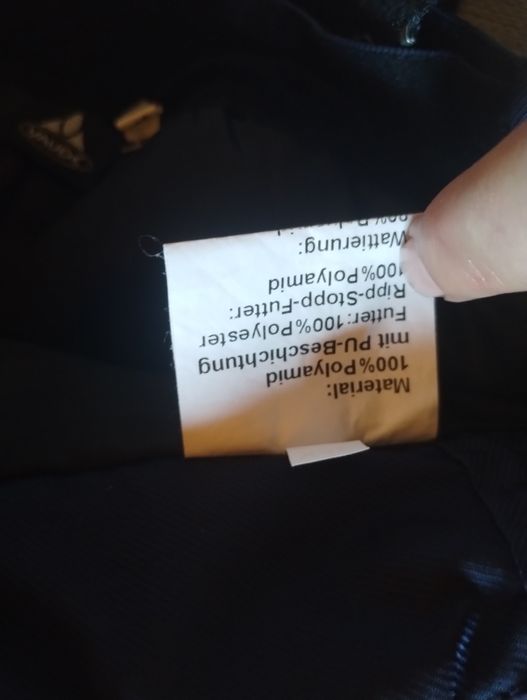 Material:
100%Polyamid
mit PU-Beschichtung
Futter:100%Polyester
Ripp-Stopp-Futter:
100%Polyamid
Wattierung: